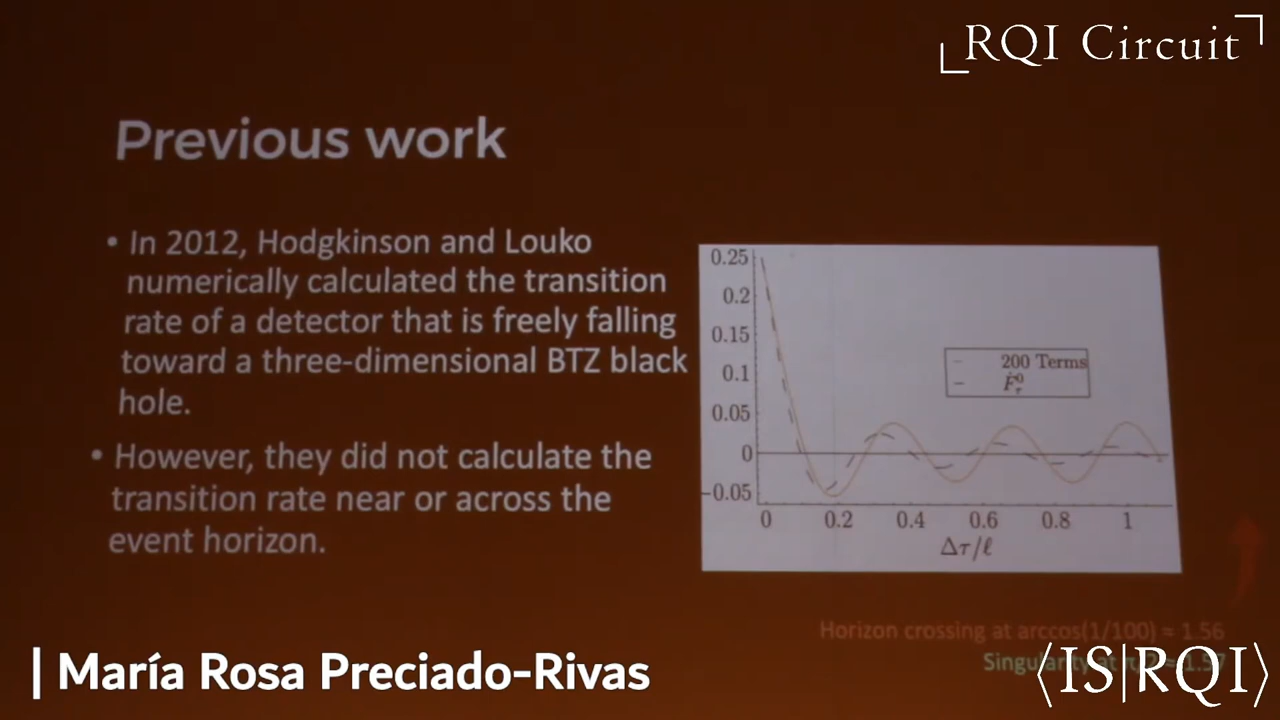 RQI Circuit
Previous work
• In 2012, Hodgkinson and Louko
numerically calculated the transition
rate of a detector that is freely falling
toward a three-dimensional BTZ black
hole.
• However, they did not calculate the
transition rate near or across the
event horizon.
0.25
0.2
0.15
0.1
0.05
0
-0.05
200 Terms
0 0.2 0.4 0.6 0.8 1
Δτ/ℓ
Horizon crossing at arccos(1/100) = 1.56
Singularity at
María Rosa Preciado-Rivas
⟨IS|RQI⟩